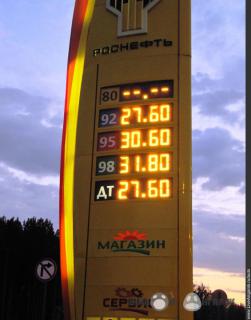 РОСНЕФТЬ
80 --.--
92 27.60
95 30.60
98 31.80
ДТ 27.60
МАГАЗИН
СЕРВИС